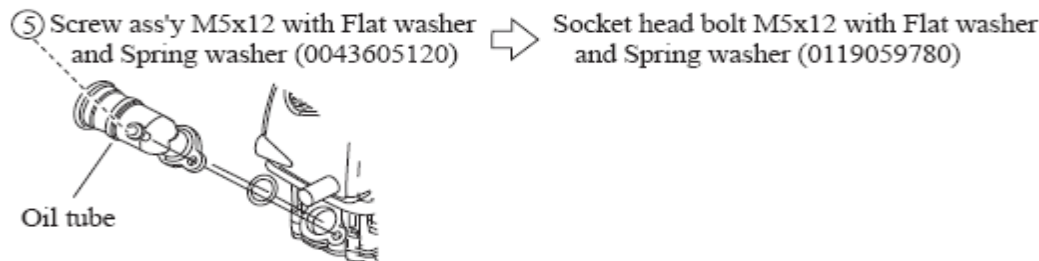 ⑤ Screw ass'y M5x12 with Flat washer
and Spring washer (0043605120)
Socket head bolt M5x12 with Flat washer
and Spring washer (0119059780)
Oil tube